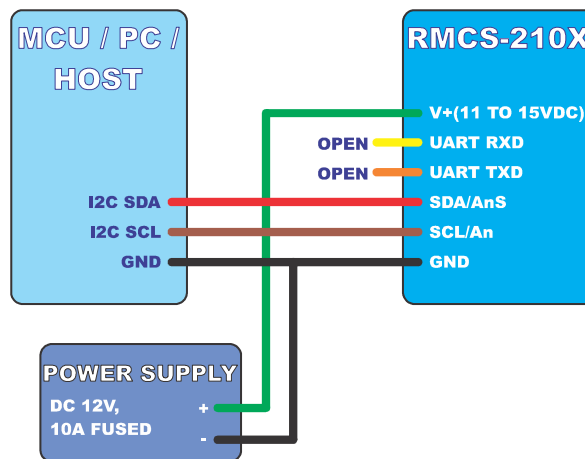 MCU / PC /
HOST
RMCS-210X
V+(11 TO 15VDC)
OPEN
UART RXD
OPEN
UART TXD
I2C SDA
SDA/AnS
I2C SCL
SCL/An
GND
GND
POWER SUPPLY
DC 12V,
+
10A FUSED
-